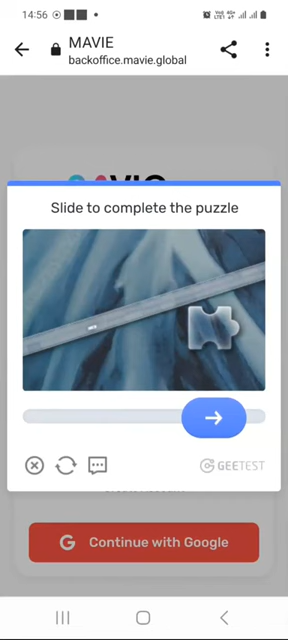 14:56
MAVIE
backoffice.mavie.global
Slide to complete the puzzle
GEETEST
Continue with Google